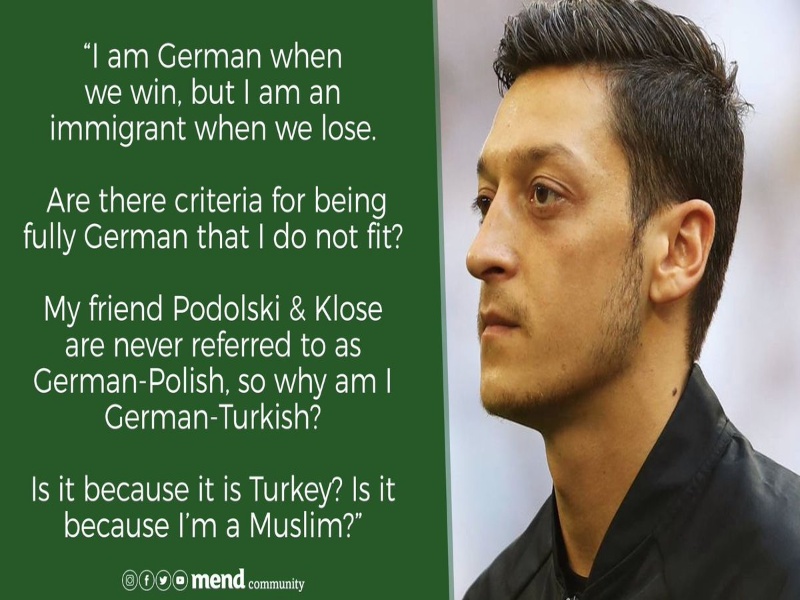 “I am German when
we win, but I am an
immigrant when we lose.
Are there criteria for being
fully German that I do not fit?
My friend Podolski & Klose
are never referred to as
German-Polish, so why am I
German-Turkish?
Is it because it is Turkey? Is it
because I’m a Muslim?”
mend community